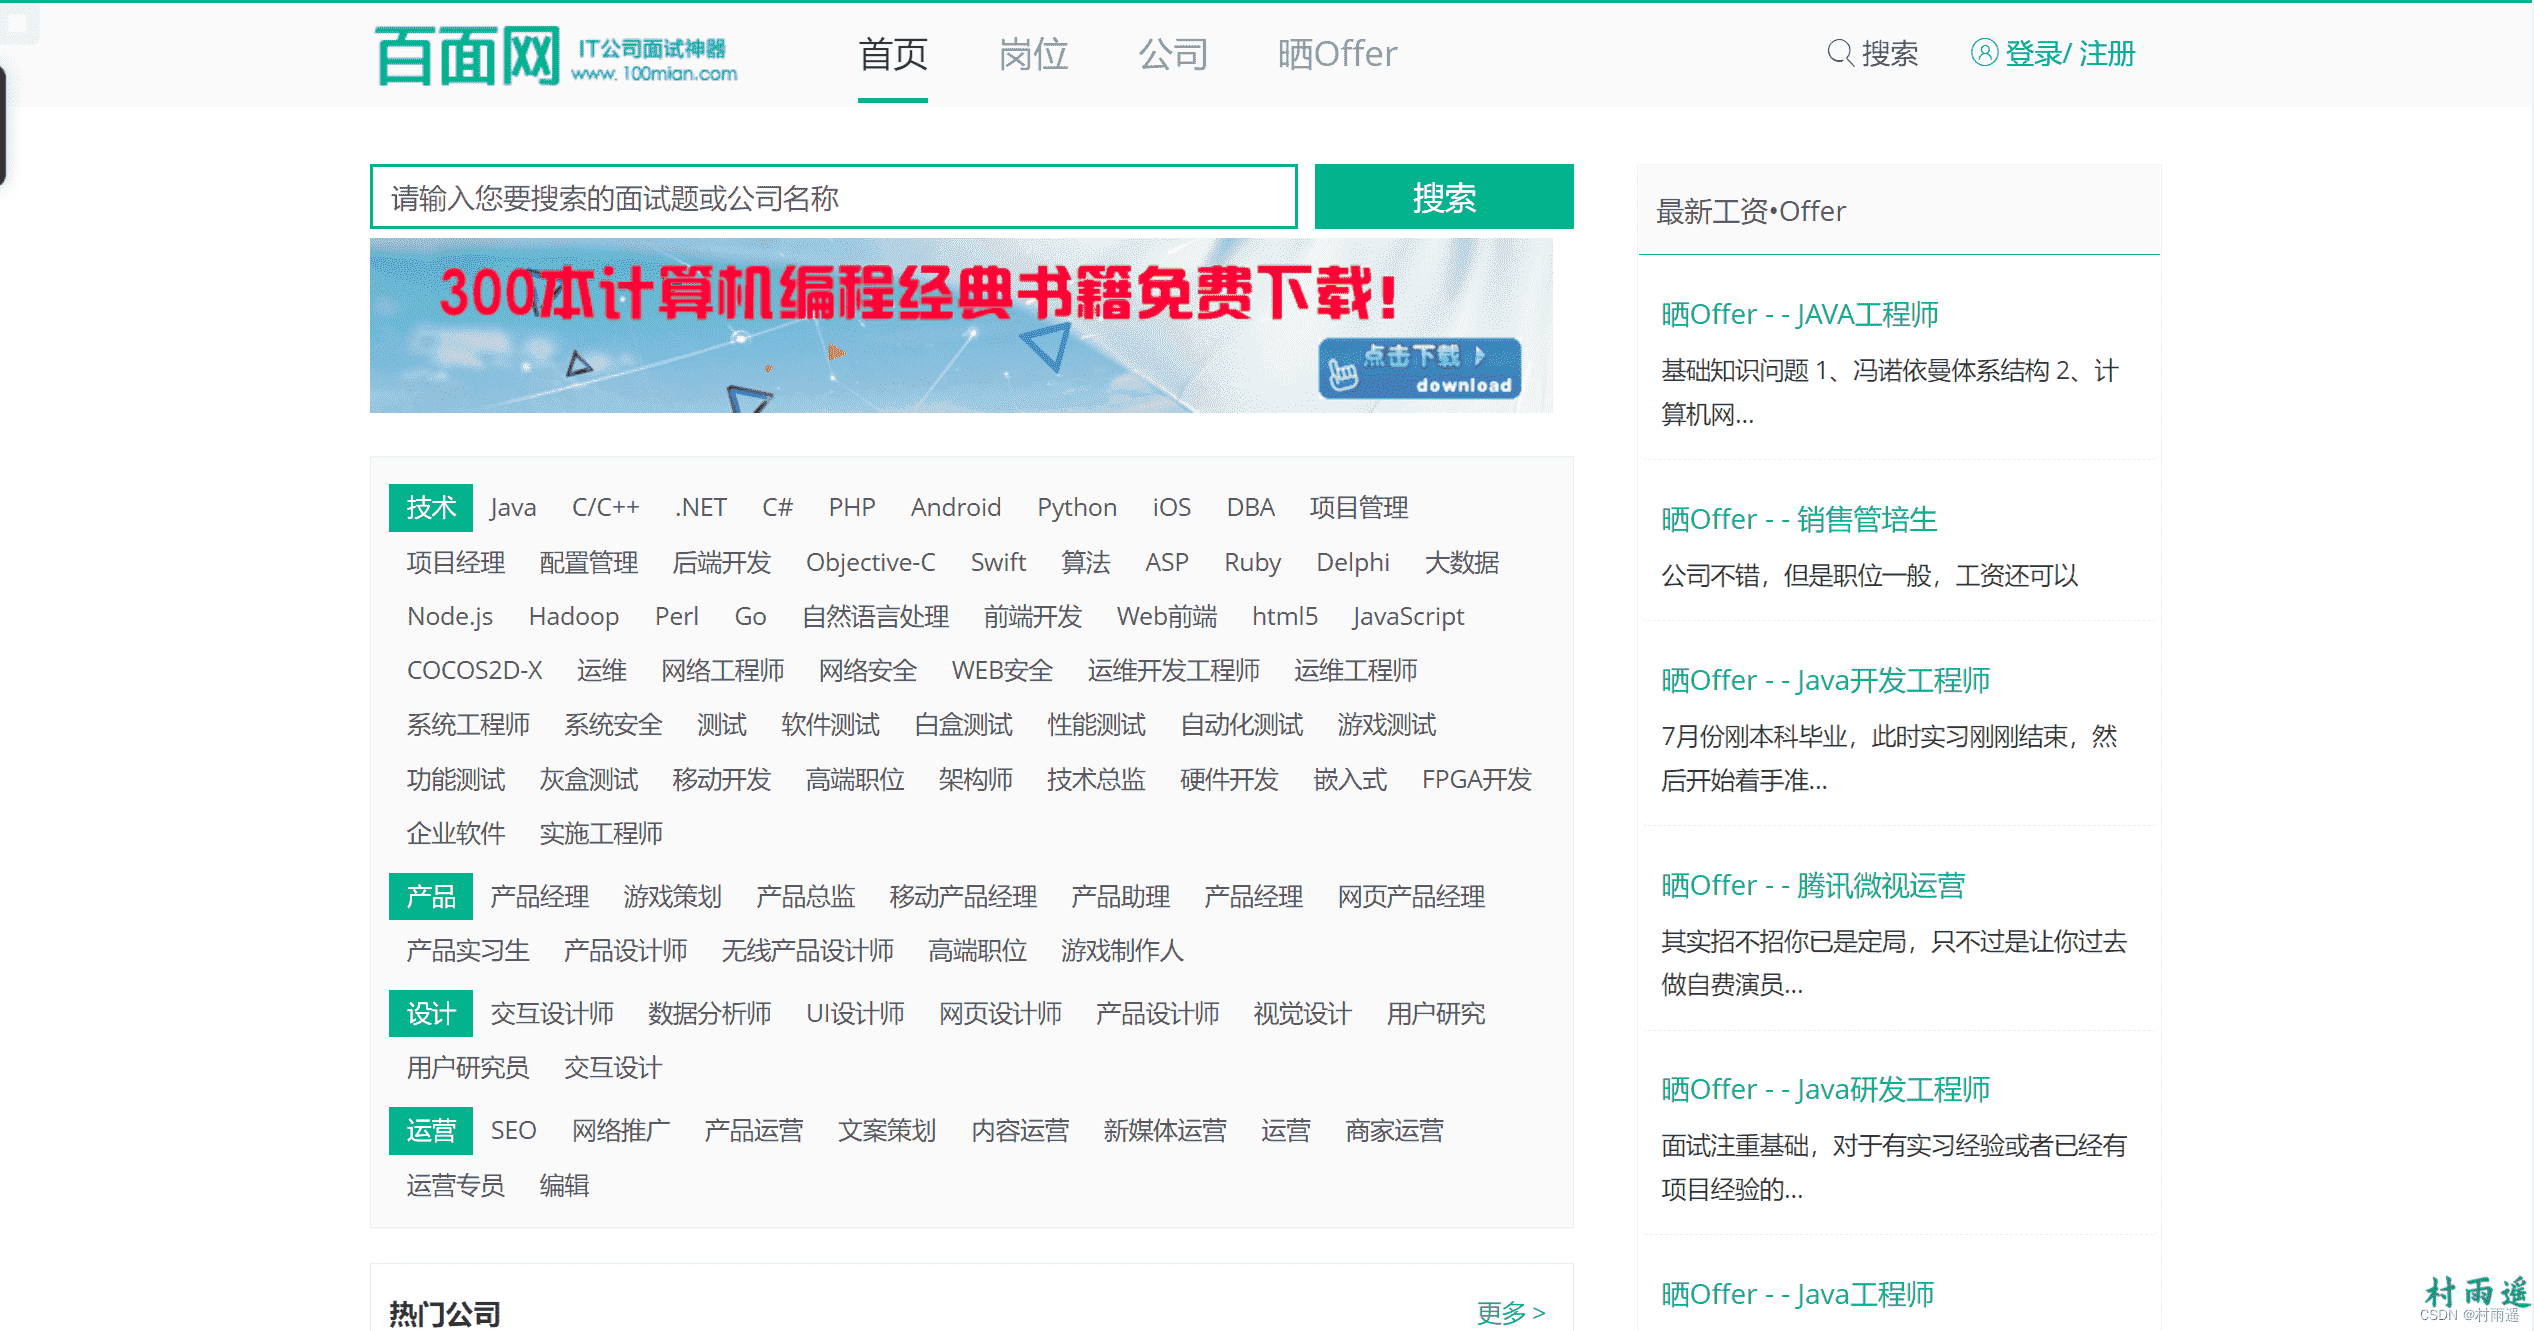 百面网 IT公司面试神器
www.100mian.com
首页 岗位 公司 晒Offer
搜索 登录/ 注册
请输入您要搜索的面试题或公司名称 搜索
300本计算机编程经典书籍免费下载!
点击下载
download
技术 Java C/C++ .NET C# PHP Android Python iOS DBA 项目管理
项目经理 配置管理 后端开发 Objective-C Swift 算法 ASP Ruby Delphi 大数据
Node.js Hadoop Perl Go 自然语言处理 前端开发 Web前端 html5 JavaScript
COCOS2D-X 运维 网络工程师 网络安全 WEB安全 运维开发工程师 运维工程师
系统工程师 系统安全 测试 软件测试 白盒测试 性能测试 自动化测试 游戏测试
功能测试 灰盒测试 移动开发 高端职位 架构师 技术总监 硬件开发 嵌入式 FPGA开发
企业软件 实施工程师
产品 产品经理 游戏策划 产品总监 移动产品经理 产品助理 产品经理 网页产品经理
产品实习生 产品设计师 无线产品设计师 高端职位 游戏制作人
设计 交互设计师 数据分析师 UI设计师 网页设计师 产品设计师 视觉设计 用户研究
用户研究员 交互设计
运营 SEO 网络推广 产品运营 文案策划 内容运营 新媒体运营 运营 商家运营
运营专员 编辑
热门公司 更多 >
最新工资•Offer
晒Offer - - JAVA工程师
基础知识问题 1、冯诺依曼体系结构 2、计
算机网...
晒Offer - - 销售管培生
公司不错，但是职位一般，工资还可以
晒Offer - - Java开发工程师
7月份刚本科毕业，此时实习刚刚结束，然
后开始着手准...
晒Offer - - 腾讯微视运营
其实招不招你已是定局，只不过是让你过去
做自费演员...
晒Offer - - Java研发工程师
面试注重基础，对于有实习经验或者已经有
项目经验的...
晒Offer - - Java工程师
村雨遥
CSDN @村雨遥